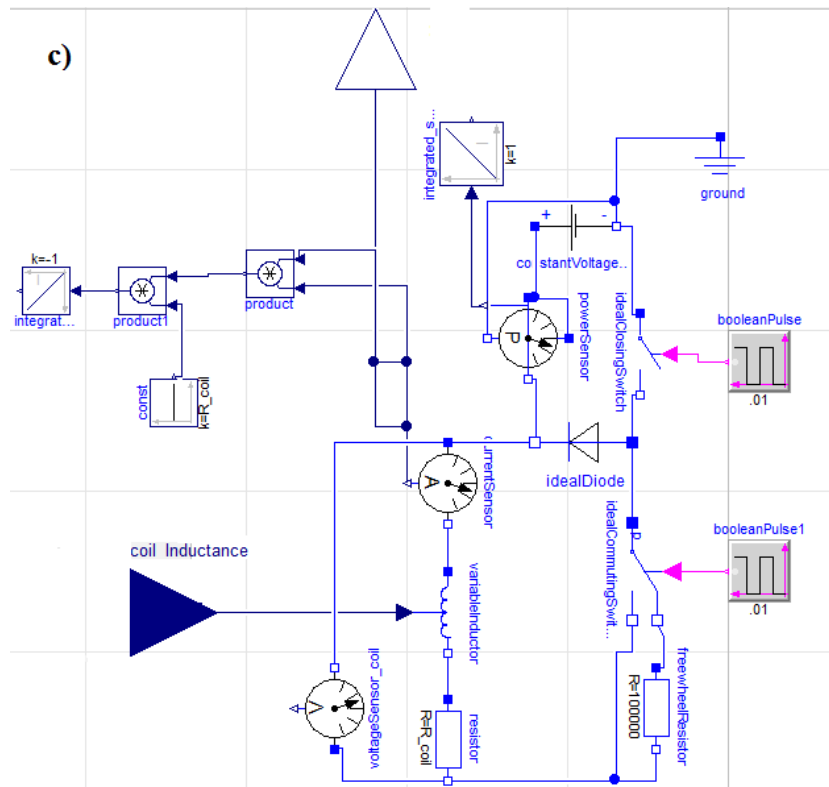 c)
integrated_s...
k=1
ground
+
-
co stantVoltage..
k=-1
integrat...
product1
product
const
k=R_coil
P
powerSensor
idealClosingSwitch
booleanPulse
.01
currentSensor
A
idealDiode
idealCommutingSwit...
p
booleanPulse1
.01
coil Inductance
variableInductor
V
voltageSensor_coil
R=R_coil
resistor
R=100000
freewheelResistor